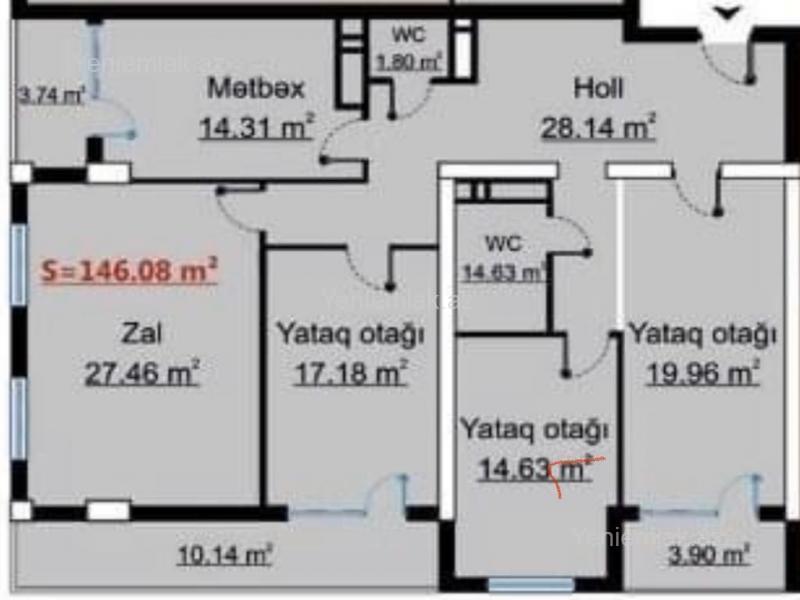 WC
1.80 m²
3.74 m²
Mətbəx
14.31 m²
Holl
28.14 m²
S=146.08 m²
WC
14.63 m²
Zal
27.46 m²
Yataq otağı
17.18 m²
Yataq otağı
19.96 m²
Yataq otağı
14.63 m²
10.14 m²
3.90 m²